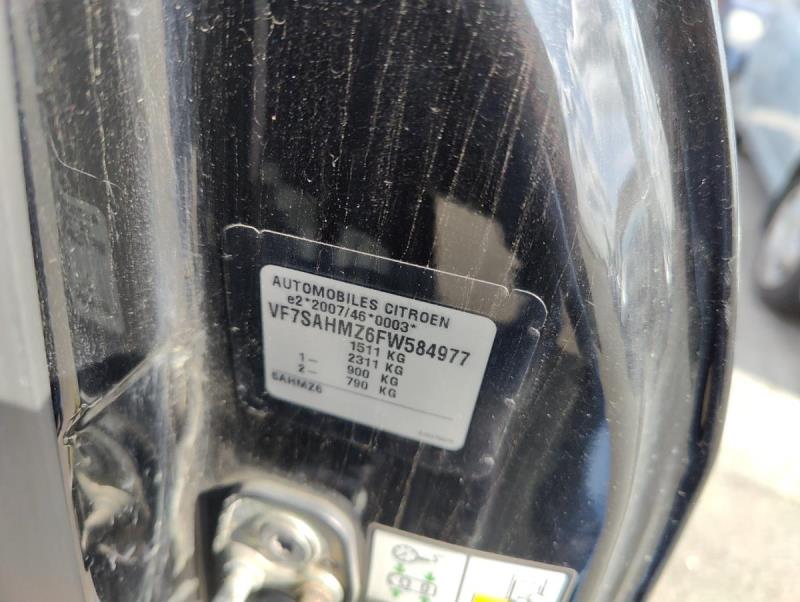 AUTOMOBILES CITROEN
e2*2007/46*0003*
VF7SAHMZ6FW584977
1511 KG
1- 2311 KG
2- 900 KG
790 KG
SAHMZ6